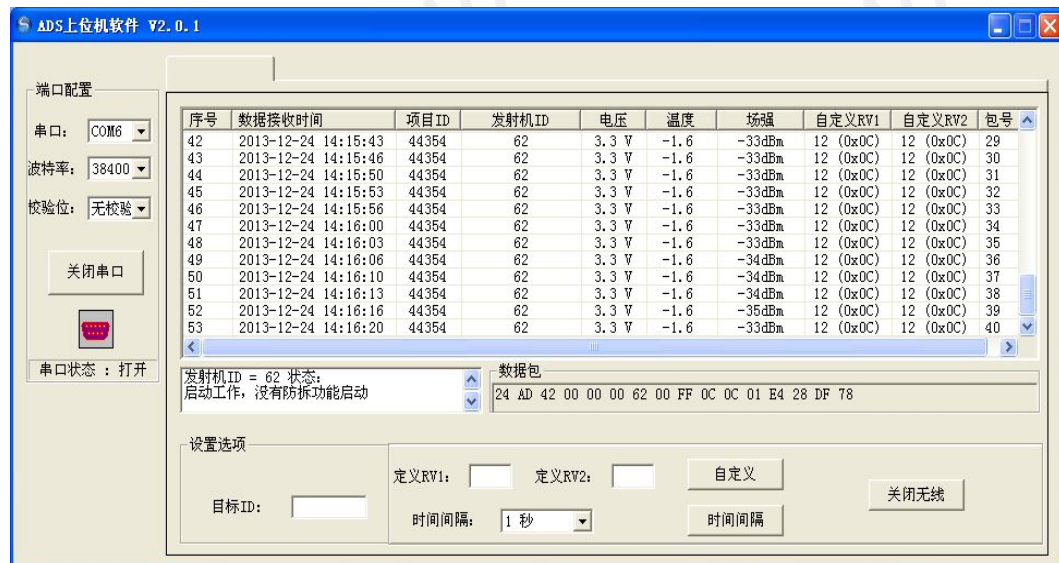 ADS上位机软件 V2.0.1
端口配置
串口: COM6
波特率: 38400
校验位: 无校验
关闭串口
串口状态 : 打开
序号 数据接收时间 项目ID 发射机ID 电压 温度 场强 自定义RV1 自定义RV2 包号
42 2013-12-24 14:15:43 44354 62 3.3 V -1.6 -33dBm 12 (0x0C) 12 (0x0C) 29
43 2013-12-24 14:15:46 44354 62 3.3 V -1.6 -33dBm 12 (0x0C) 12 (0x0C) 30
44 2013-12-24 14:15:50 44354 62 3.3 V -1.6 -33dBm 12 (0x0C) 12 (0x0C) 31
45 2013-12-24 14:15:53 44354 62 3.3 V -1.6 -33dBm 12 (0x0C) 12 (0x0C) 32
46 2013-12-24 14:15:56 44354 62 3.3 V -1.6 -33dBm 12 (0x0C) 12 (0x0C) 33
47 2013-12-24 14:16:00 44354 62 3.3 V -1.6 -33dBm 12 (0x0C) 12 (0x0C) 34
48 2013-12-24 14:16:03 44354 62 3.3 V -1.6 -33dBm 12 (0x0C) 12 (0x0C) 35
49 2013-12-24 14:16:06 44354 62 3.3 V -1.6 -34dBm 12 (0x0C) 12 (0x0C) 36
50 2013-12-24 14:16:10 44354 62 3.3 V -1.6 -34dBm 12 (0x0C) 12 (0x0C) 37
51 2013-12-24 14:16:13 44354 62 3.3 V -1.6 -34dBm 12 (0x0C) 12 (0x0C) 38
52 2013-12-24 14:16:16 44354 62 3.3 V -1.6 -35dBm 12 (0x0C) 12 (0x0C) 39
53 2013-12-24 14:16:20 44354 62 3.3 V -1.6 -33dBm 12 (0x0C) 12 (0x0C) 40
发射机ID = 62 状态:
启动工作，没有防拆功能启动
数据包
24 AD 42 00 00 00 62 00 FF 0C 0C 01 E4 28 DF 78
设置选项
目标ID:
定义RV1: 定义RV2: 自定义
时间间隔: 1 秒 时间间隔
关闭无线